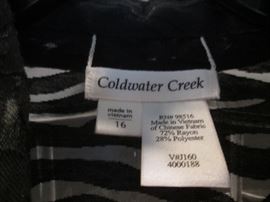 Coldwater Creek
made in
vietnam
16
RN# 98516
Made in Vietnam
of Chinese Fabric
72% Rayon
28% Polyester
V#J160
4000188